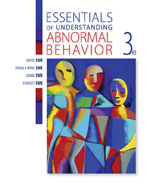 ESSENTIALS
OF UNDERSTANDING
ABNORMAL
BEHAVIOR
3e
DAVID SUE
DERALD WING SUE
DIANE SUE
STANLEY SUE